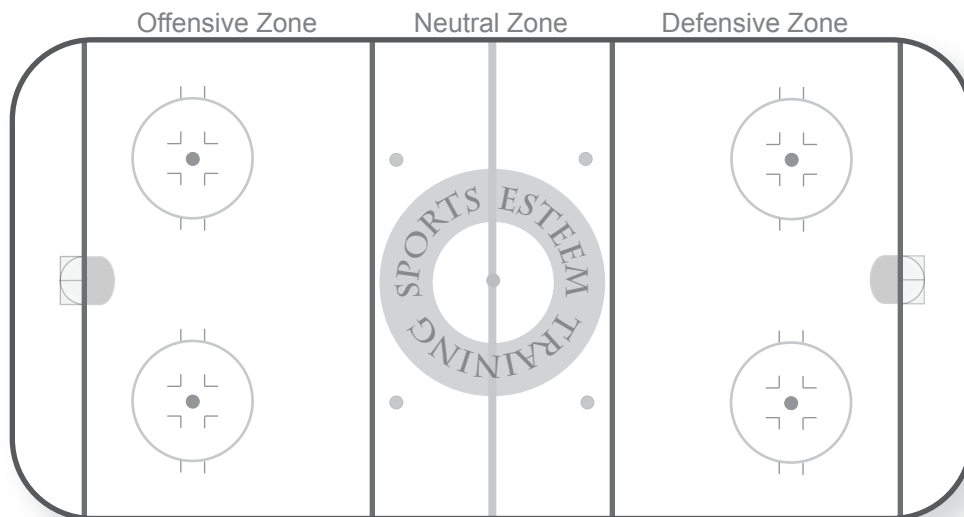 Offensive Zone Neutral Zone Defensive Zone
SPORTS ESTEEM TRAINING